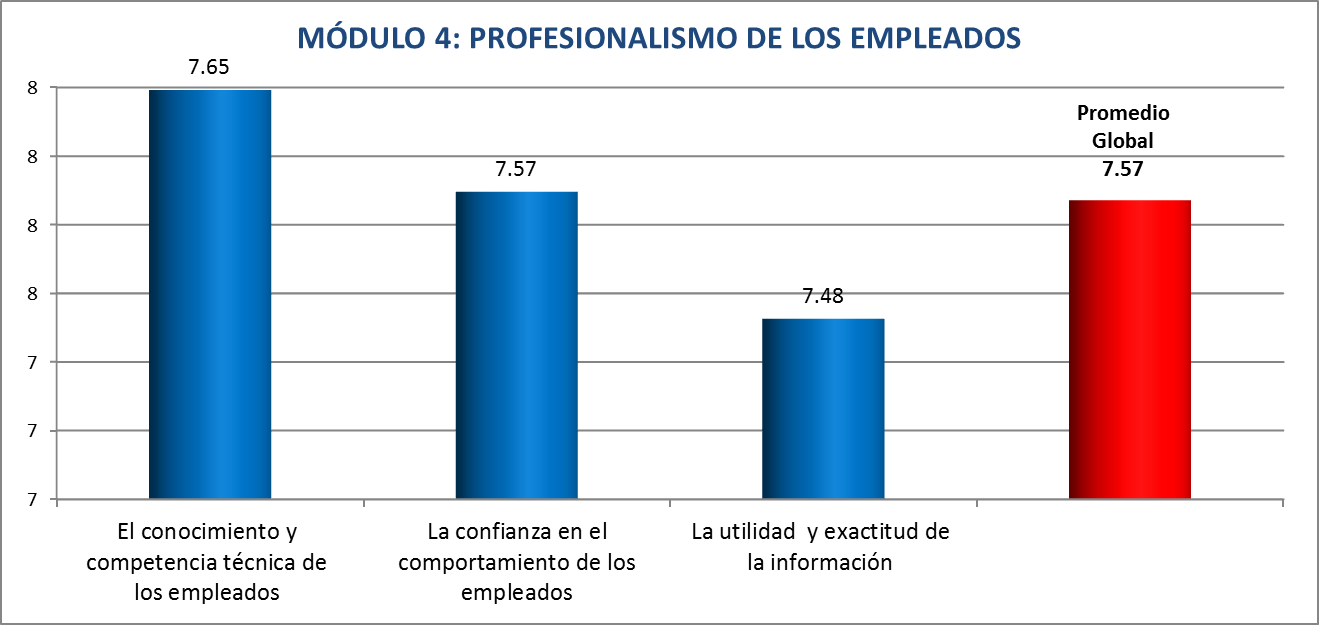 MÓDULO 4: PROFESIONALISMO DE LOS EMPLEADOS
7.65
8
Promedio
Global
8
7.57
7.57
8
8
7.48
7
7
7
El conocimiento y
competencia técnica de
los empleados
La confianza en el
comportamiento de los
empleados
La utilidad  y exactitud de
la información